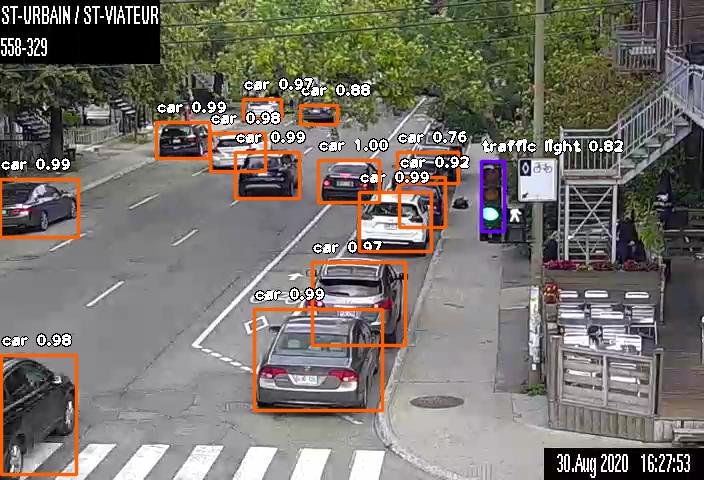 ST-URBAIN / ST-VIATEUR
558-329
car 0.97
car 0.88
car 0.99
car 0.98
car 0.99
car 1.00
car 0.76
traffic light 0.82
car 0.99
car 0.92
car 0.99
car 0.97
car 0.99
car 0.98
30.Aug 2020 16:27:53